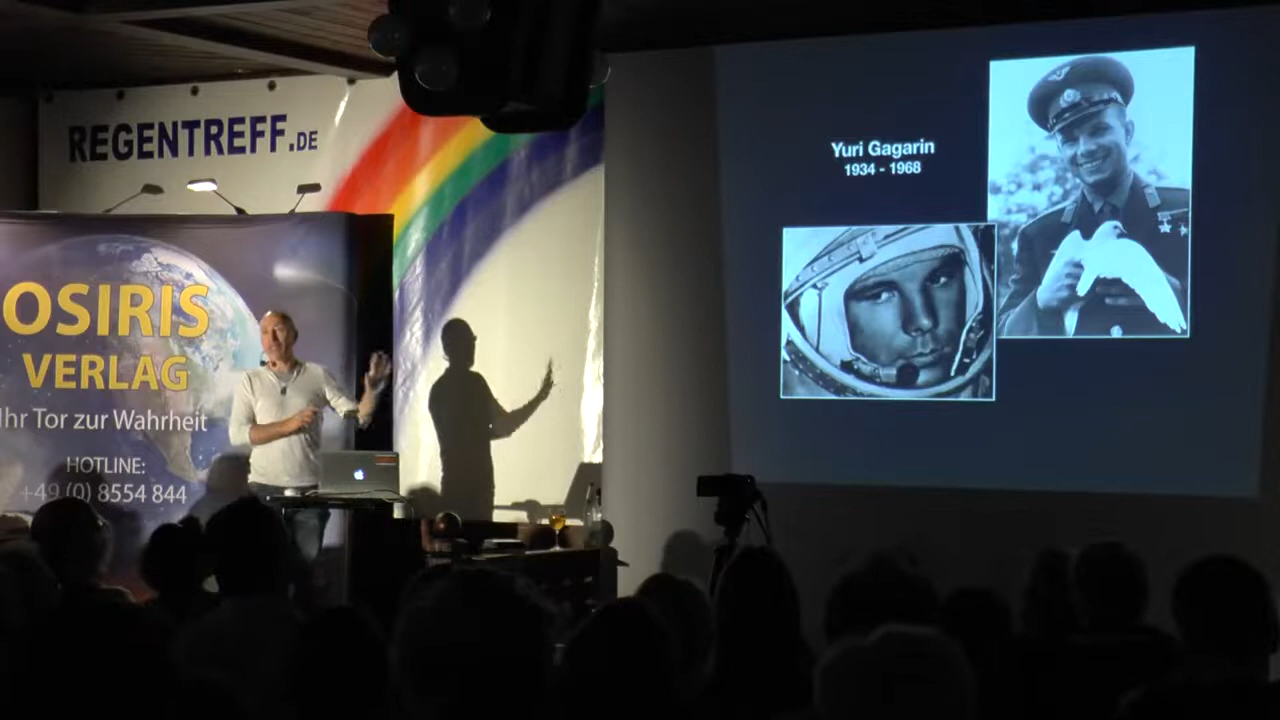 REGENTREFF.DE
OSIRIS
VERLAG
Ihr Tor zur Wahrheit
HOTLINE:
+49 (0) 8554 844
Yuri Gagarin
1934 - 1968